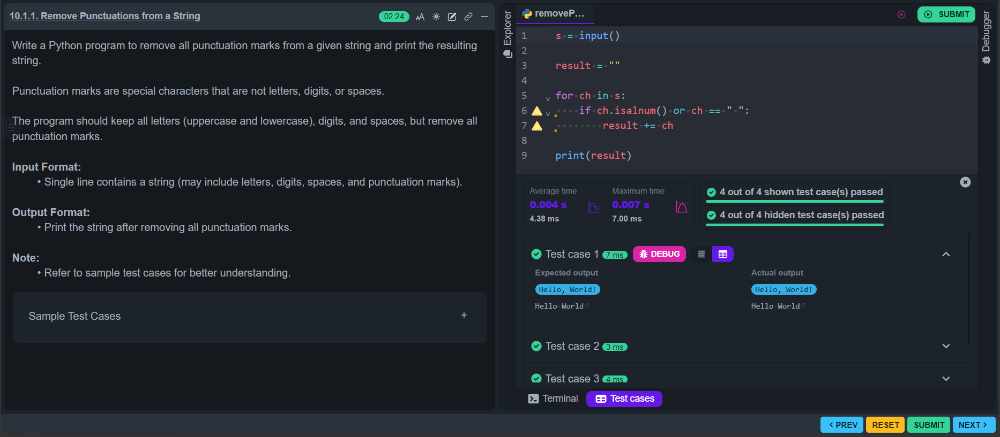 10.1.1. Remove Punctuations from a String
02:24
AA
Write a Python program to remove all punctuation marks from a given string and print the resulting
string.
Punctuation marks are special characters that are not letters, digits, or spaces.
The program should keep all letters (uppercase and lowercase), digits, and spaces, but remove all
punctuation marks.
Input Format:
• Single line contains a string (may include letters, digits, spaces, and punctuation marks).
Output Format:
• Print the string after removing all punctuation marks.
Note:
• Refer to sample test cases for better understanding.
Sample Test Cases
+
Explorer
removeP...
SUBMIT
Debugger
1 s = input()
2
3 result = ""
4
5 for ch in s:
6     if ch.isalnum() or ch == " ":
7         result += ch
8
9 print(result)
Average time
0.004 s
4.38 ms
Maximum time
0.007 s
7.00 ms
4 out of 4 shown test case(s) passed
4 out of 4 hidden test case(s) passed
Test case 1 7 ms DEBUG
Expected output Actual output
Hello, World! Hello, World!
Hello·World⏎ Hello·World⏎
Test case 2 3 ms
Test case 3 4 ms
Terminal Test cases
< PREV RESET SUBMIT NEXT >